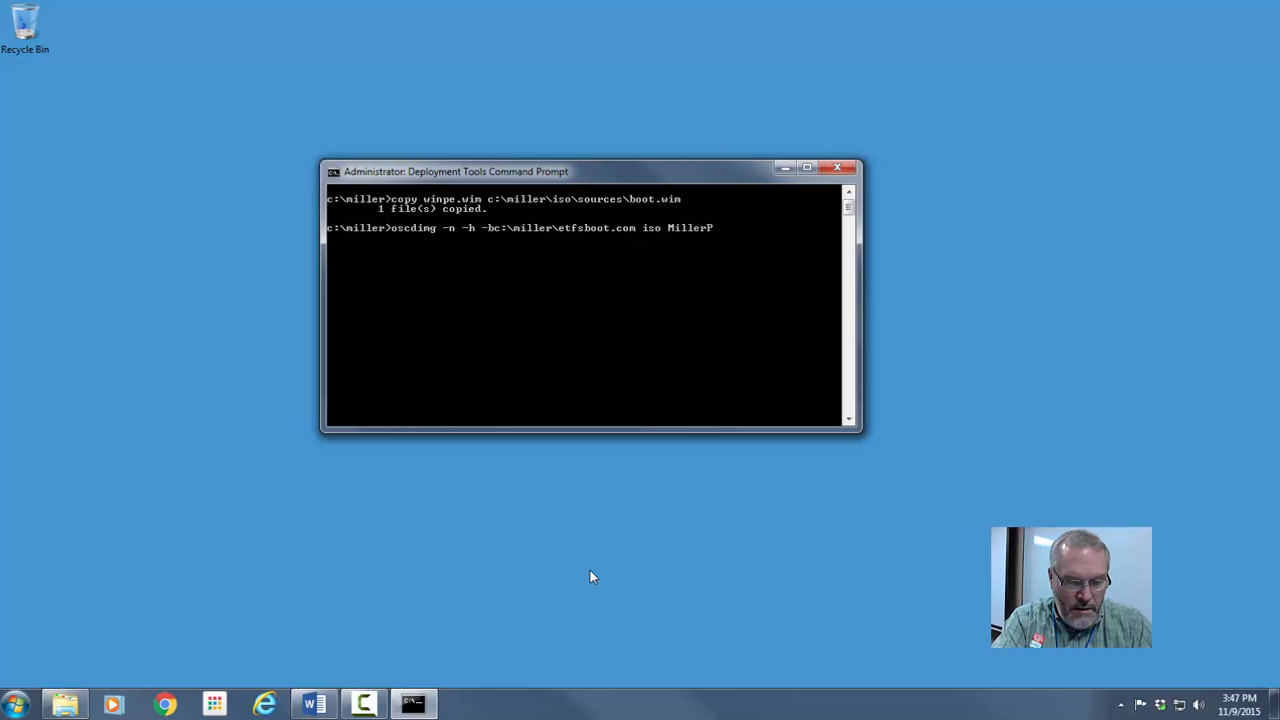 Recycle Bin
Administrator: Deployment Tools Command Prompt
c:\miller>copy winpe.wim c:\miller\iso\sources\boot.wim
1 file(s) copied.
c:\miller>oscdimg -n -h -bc:\miller\etfsboot.com iso MillerP
3:47 PM
11/9/2015